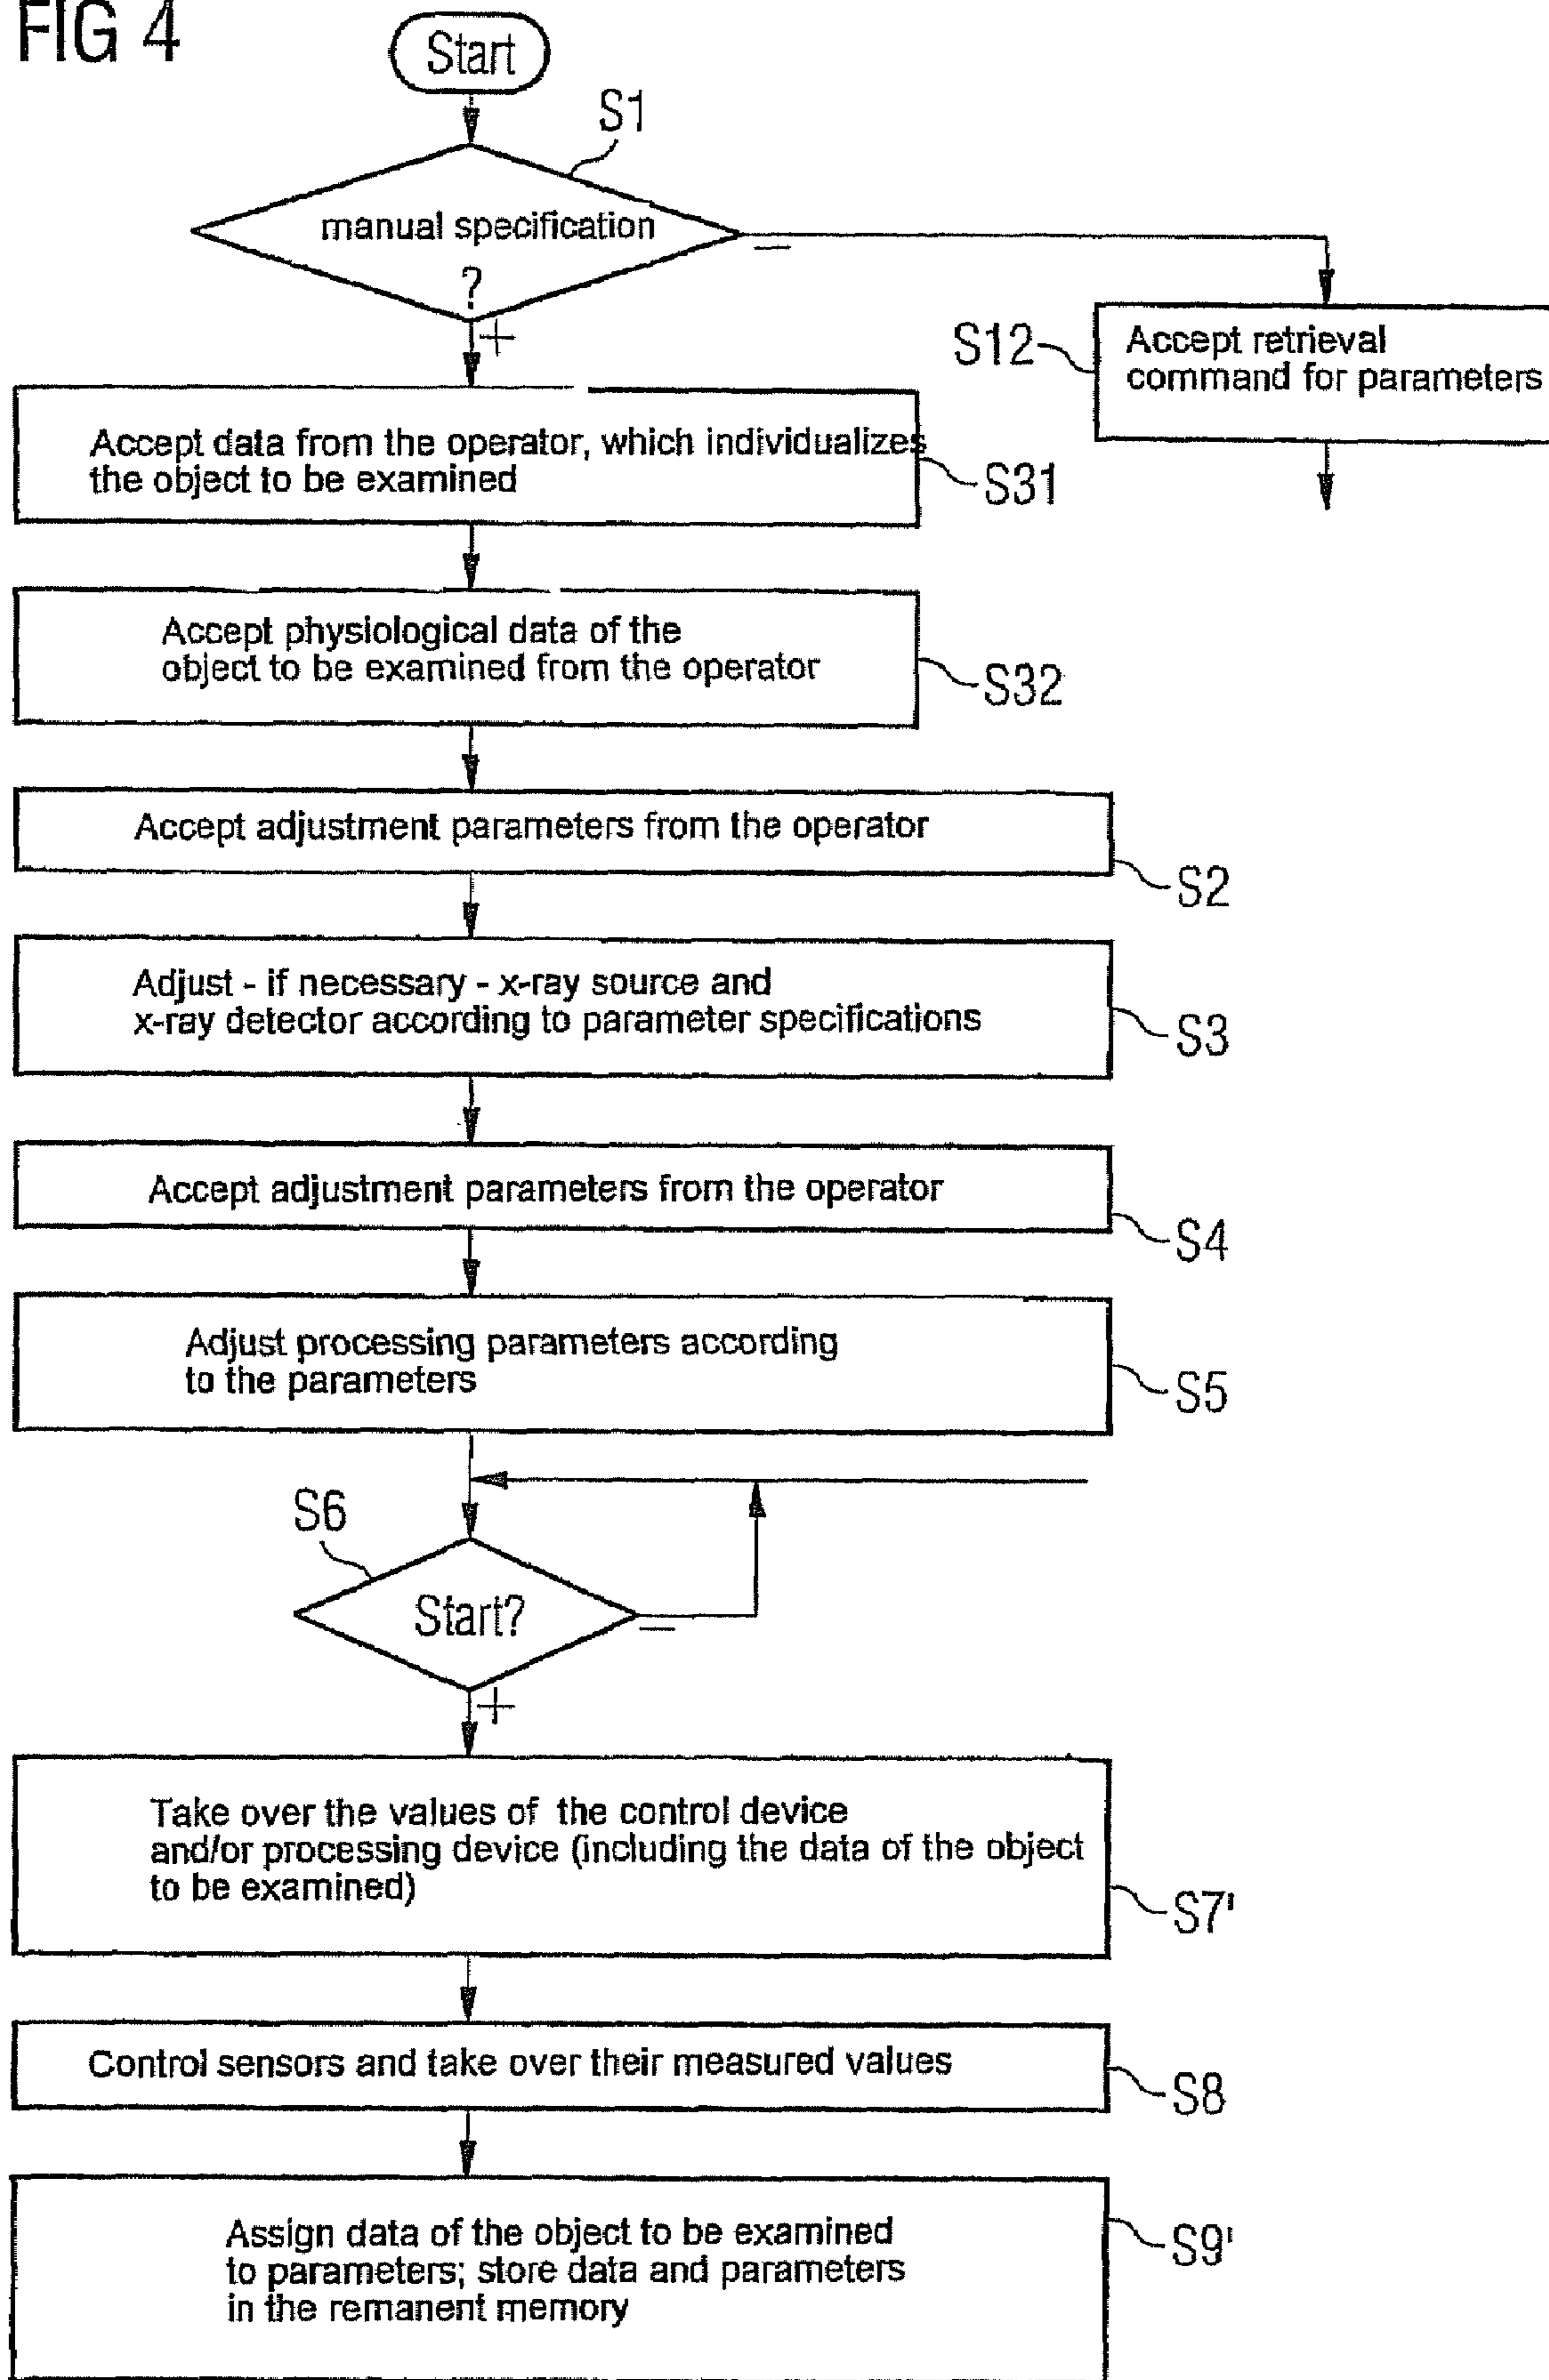 FIG 4
Start
S1
manual specification
?
–
+
S12
Accept retrieval
command for parameters
Accept data from the operator, which individualizes
the object to be examined
S31
Accept physiological data of the
object to be examined from the operator
S32
Accept adjustment parameters from the operator
S2
Adjust - if necessary - x-ray source and
x-ray detector according to parameter specifications
S3
Accept adjustment parameters from the operator
S4
Adjust processing parameters according
to the parameters
S5
S6
Start?
–
+
Take over the values of the control device
and/or processing device (including the data of the object
to be examined)
S7'
Control sensors and take over their measured values
S8
Assign data of the object to be examined
to parameters; store data and parameters
in the remanent memory
S9'